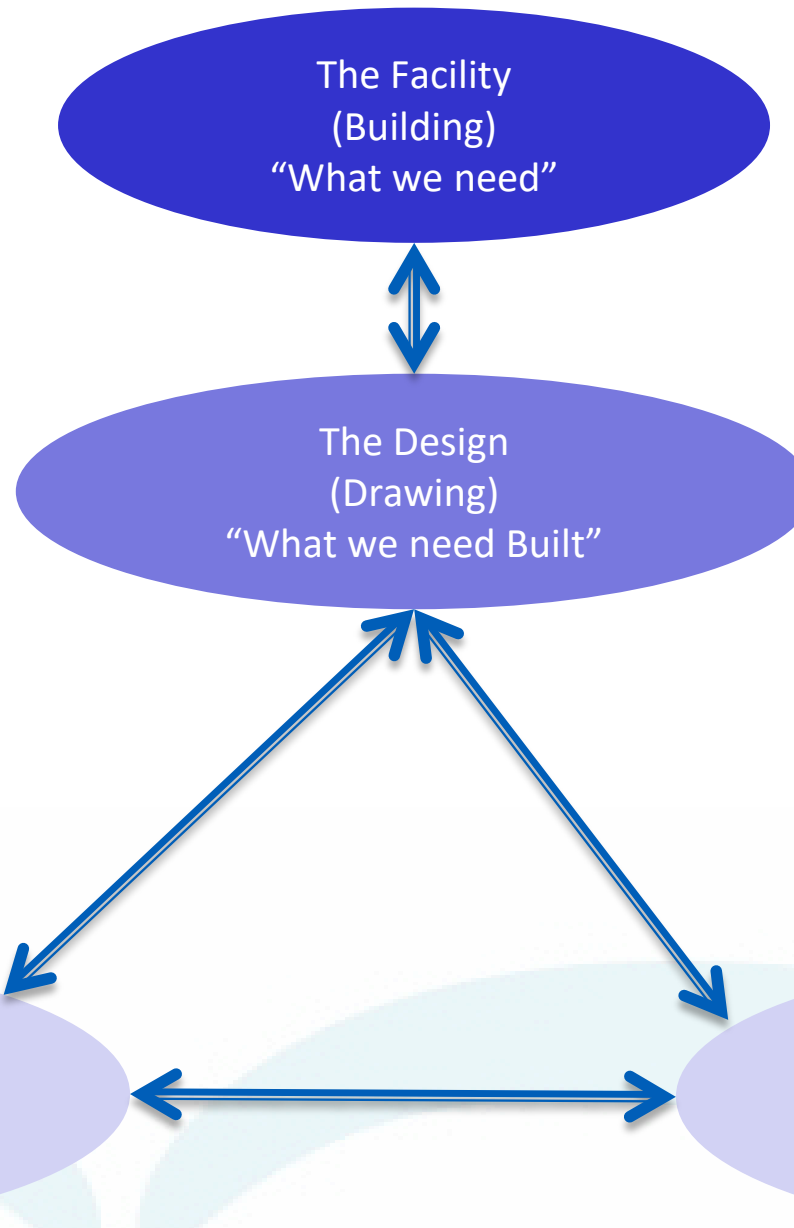 The Facility
(Building)
“What we need”
The Design
(Drawing)
“What we need Built”